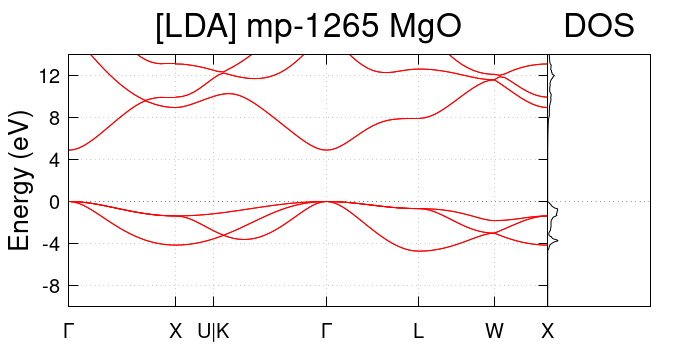 [LDA] mp-1265 MgO DOS
Energy (eV)
12
8
4
0
-4
-8
Γ X U|K Γ L W X